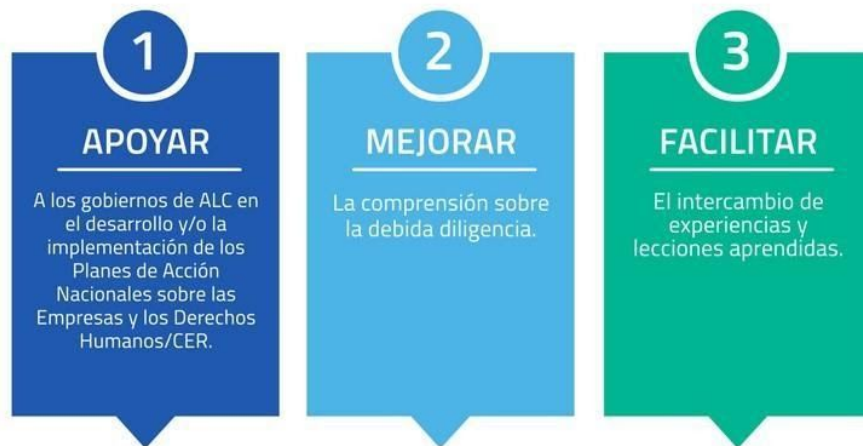 1
APOYAR
A los gobiernos de ALC en
el desarrollo y/o la
implementación de los
Planes de Acción
Nacionales sobre las
Empresas y los Derechos
Humanos/CER.
2
MEJORAR
La comprensión sobre
la debida diligencia.
3
FACILITAR
El intercambio de
experiencias y
lecciones aprendidas.